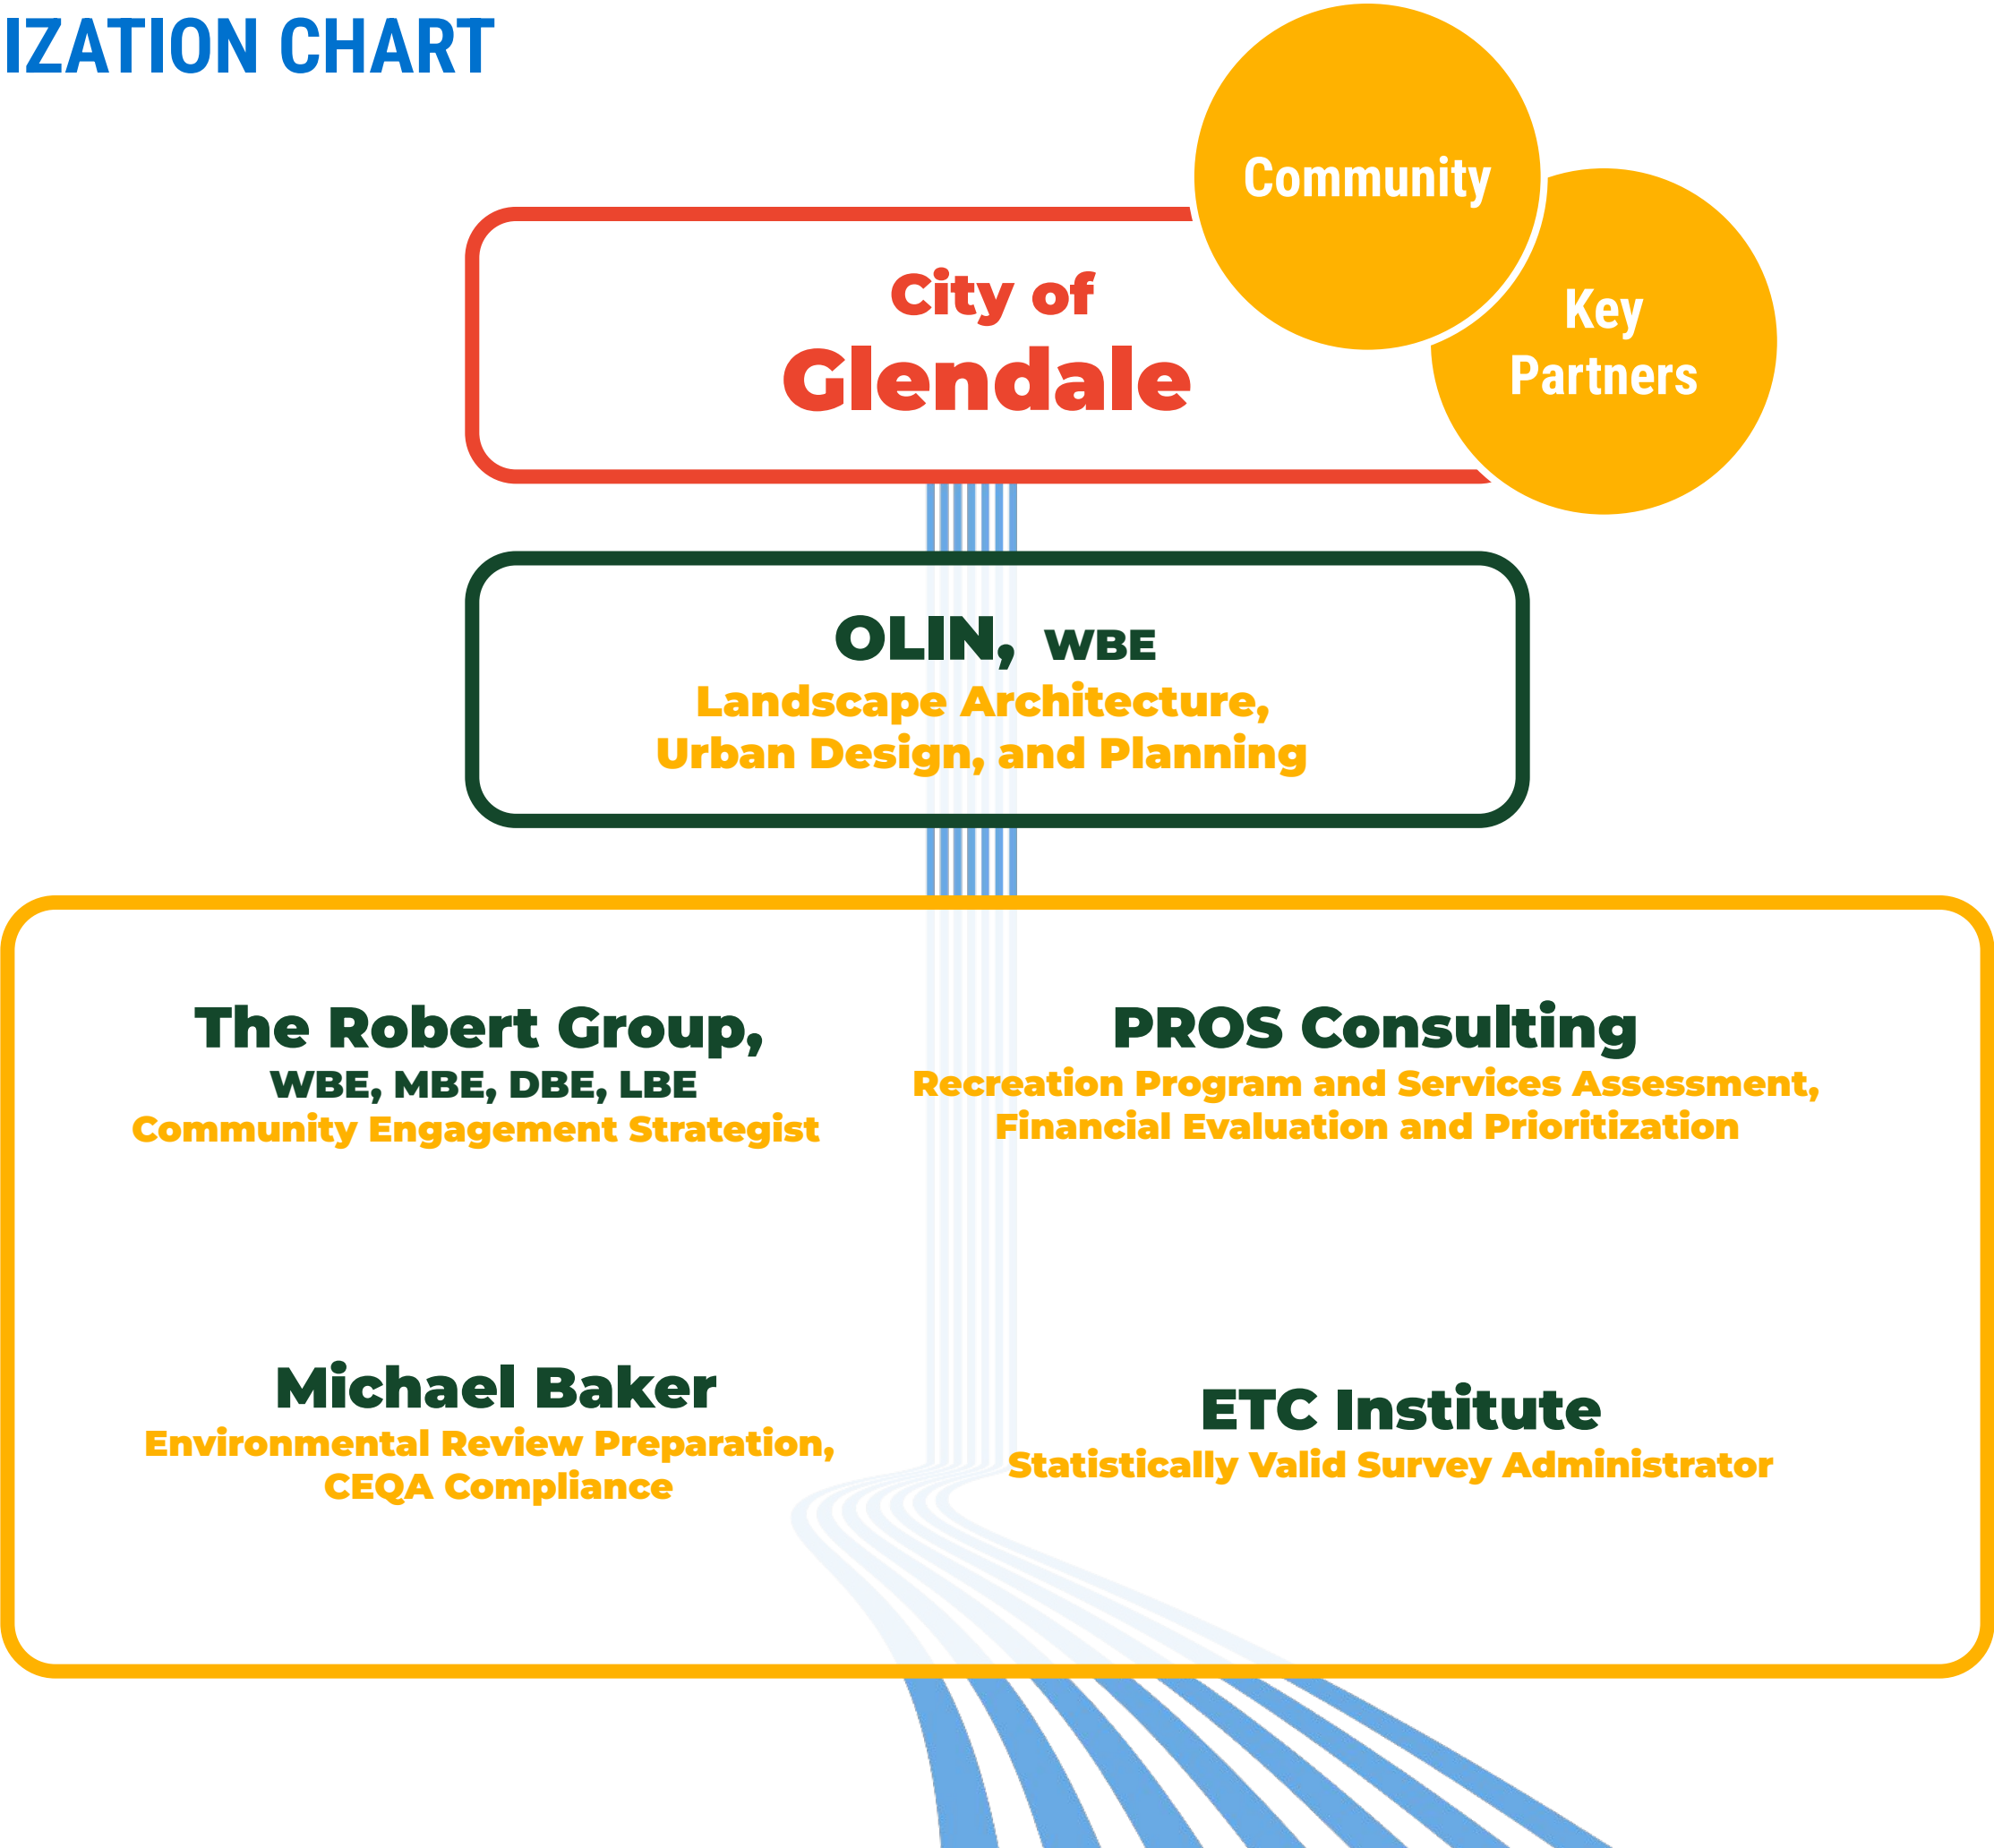 IZATION CHART
Community
Key
Partners
City of
Glendale
OLIN, WBE
Landscape Architecture,
Urban Design, and Planning
The Robert Group,
WBE, MBE, DBE, LBE
Community Engagement Strategist
PROS Consulting
Recreation Program and Services Assessment,
Financial Evaluation and Prioritization
Michael Baker
Environmental Review Preparation,
CEQA Compliance
ETC Institute
Statistically Valid Survey Administrator